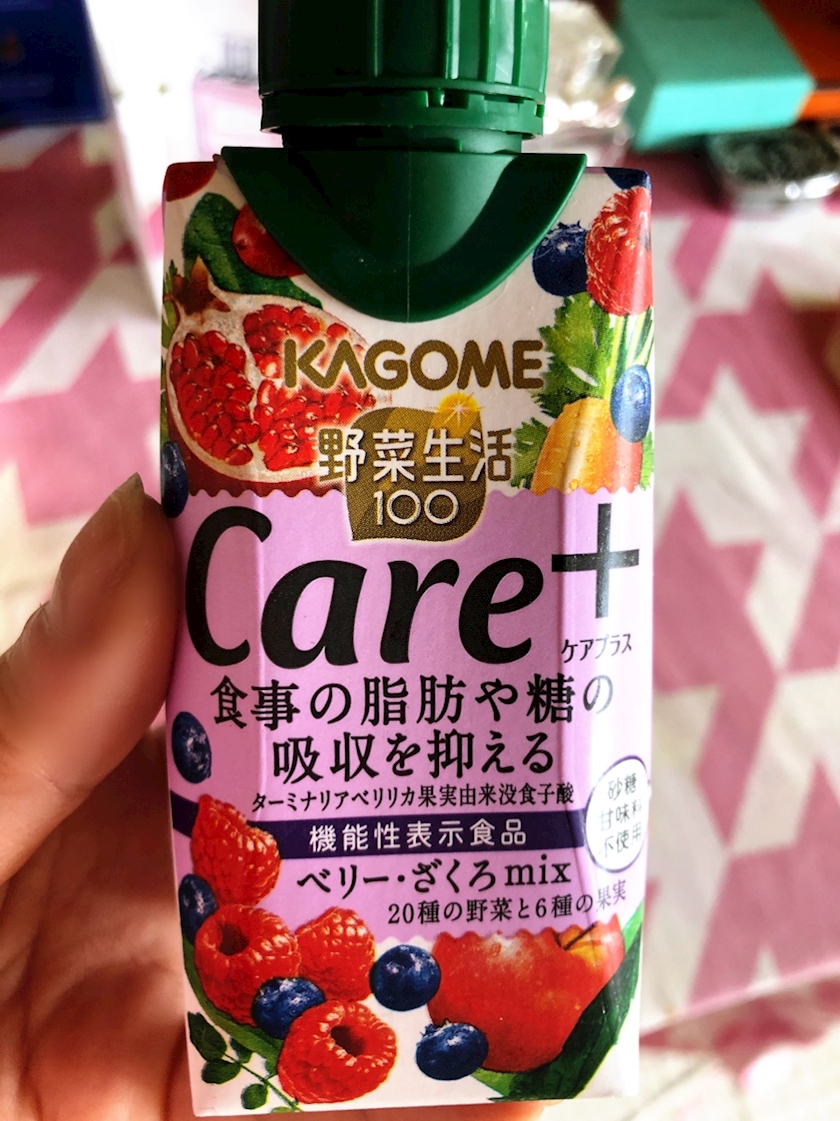 KAGOME
野菜生活
100
Care+
ケアプラス
食事の脂肪や糖の
吸収を抑える
ターミナリアベリリカ果実由来没食子酸
砂糖
甘味料
不使用
機能性表示食品
ベリー・ざくろmix
20種の野菜と6種の果実